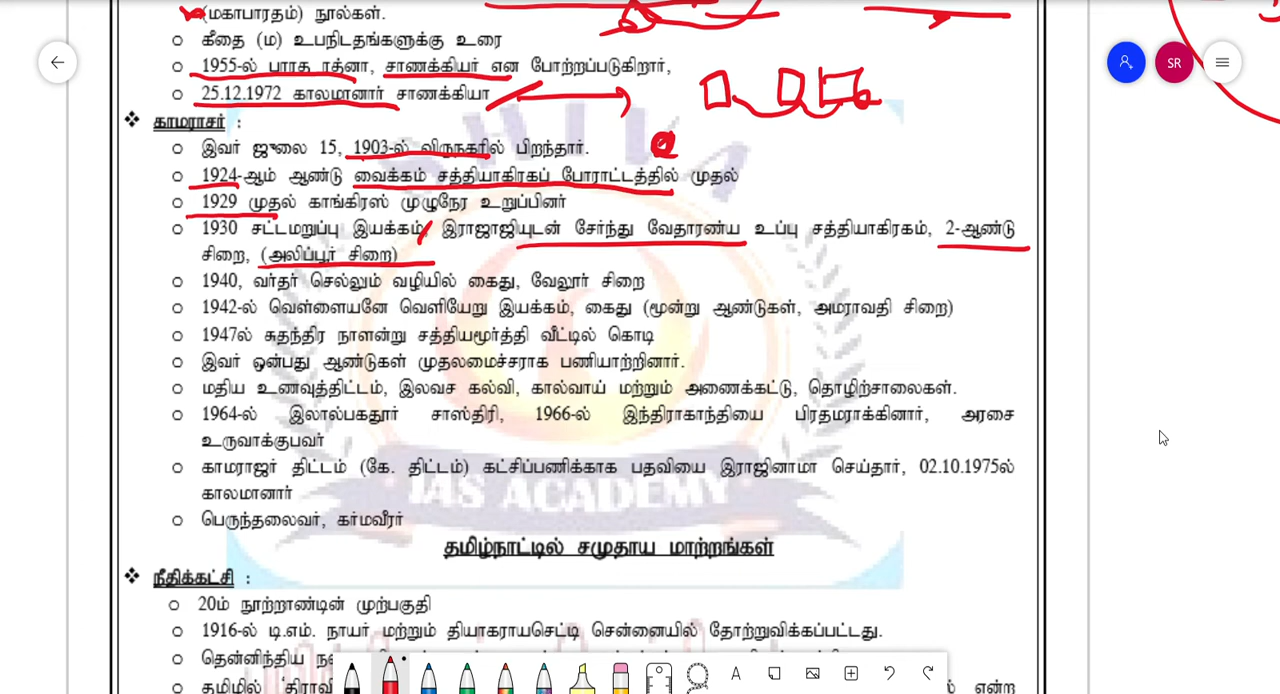 (மகாபாரதம்) நூல்கள்.
o கீதை (ம) உபநிடதங்களுக்கு உரை
o 1955-ல் பாரத ரத்னா, சாணக்கியர் என போற்றப்படுகிறார்,
o 25.12.1972 காலமானார் சாணக்கியா
SR
❖ காமராசர் :
o இவர் ஜுலை 15, 1903-ல் விருநகரில் பிறந்தார்.
o 1924-ஆம் ஆண்டு வைக்கம் சத்தியாகிரகப் போராட்டத்தில் முதல்
o 1929 முதல் காங்கிரஸ் முழுநேர உறுப்பினர்
o 1930 சட்டமறுப்பு இயக்கம், இராஜாஜியுடன் சேர்ந்து வேதாரண்ய உப்பு சத்தியாகிரகம், 2-ஆண்டு
சிறை, (அலிப்பூர் சிறை)
o 1940, வர்தர் செல்லும் வழியில் கைது, வேலூர் சிறை
o 1942-ல் வெள்ளையனே வெளியேறு இயக்கம், கைது (மூன்று ஆண்டுகள், அமராவதி சிறை)
o 1947ல் சுதந்திர நாளன்று சத்தியமூர்த்தி வீட்டில் கொடி
o இவர் ஒன்பது ஆண்டுகள் முதலமைச்சராக பணியாற்றினார்.
o மதிய உணவுத்திட்டம், இலவச கல்வி, கால்வாய் மற்றும் அணைக்கட்டு, தொழிற்சாலைகள்.
o 1964-ல் இலால்பகதூர் சாஸ்திரி, 1966-ல் இந்திராகாந்தியை பிரதமராக்கினார், அரசை
உருவாக்குபவர்
o காமராஜர் திட்டம் (கே. திட்டம்) கட்சிப்பணிக்காக பதவியை இராஜினாமா செய்தார், 02.10.1975ல்
காலமானார்
o பெருந்தலைவர், கர்மவீரர்
SHIVA
IAS ACADEMY
தமிழ்நாட்டில் சமுதாய மாற்றங்கள்
❖ நீதிக்கட்சி :
o 20ம் நூற்றாண்டின் முற்பகுதி
o 1916-ல் டி.எம். நாயர் மற்றும் தியாகராயசெட்டி சென்னையில் தோற்றுவிக்கப்பட்டது.
o தென்னிந்திய
o தமிழில் என்ற